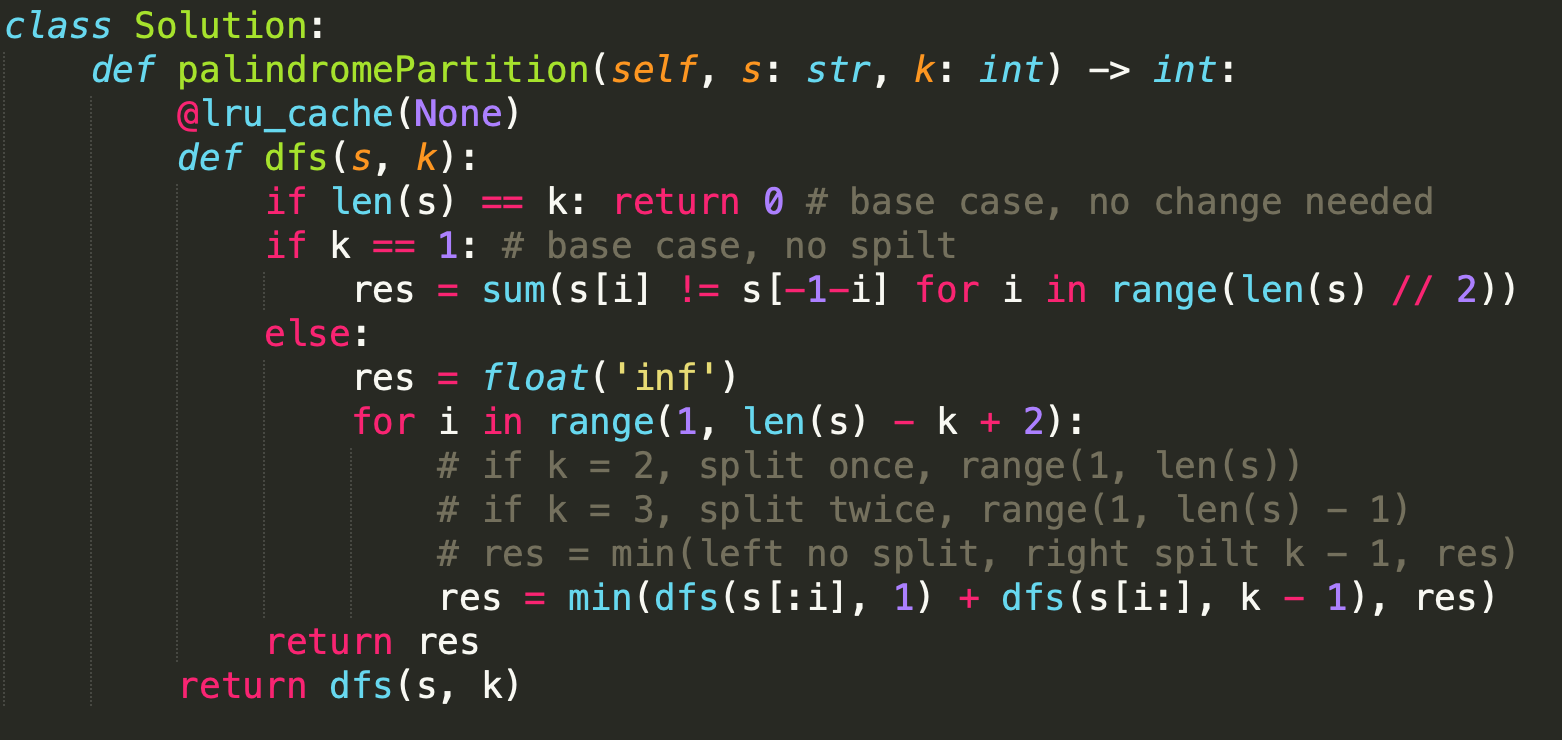 class Solution:
    def palindromePartition(self, s: str, k: int) -> int:
        @lru_cache(None)
        def dfs(s, k):
            if len(s) == k: return 0 # base case, no change needed
            if k == 1: # base case, no spilt
                res = sum(s[i] != s[-1-i] for i in range(len(s) // 2))
            else:
                res = float('inf')
                for i in range(1, len(s) - k + 2):
                    # if k = 2, split once, range(1, len(s))
                    # if k = 3, split twice, range(1, len(s) - 1)
                    # res = min(left no split, right spilt k - 1, res)
                    res = min(dfs(s[:i], 1) + dfs(s[i:], k - 1), res)
            return res
        return dfs(s, k)